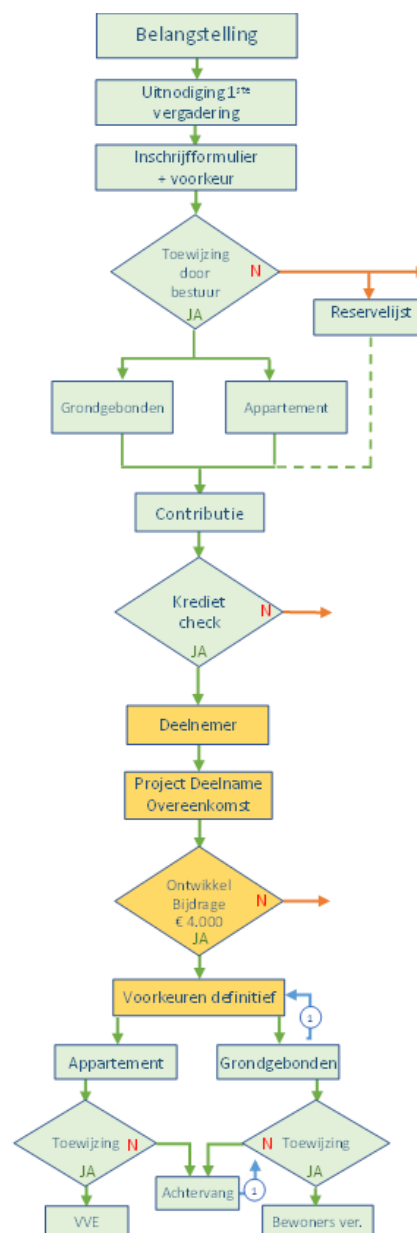 Belangstelling
Uitnodiging 1ste
vergadering
Inschrijfformulier
+ voorkeur
Toewijzing
door
bestuur
N
JA
Reservelijst
Grondgebonden
Appartement
Contributie
Krediet
check
N
JA
Deelnemer
Project Deelname
Overeenkomst
Ontwikkel
Bijdrage
€ 4.000
N
JA
Voorkeuren definitief
1
Appartement
Grondgebonden
Toewijzing
N
JA
N
Toewijzing
JA
Achtervang
1
VVE
Bewoners ver.